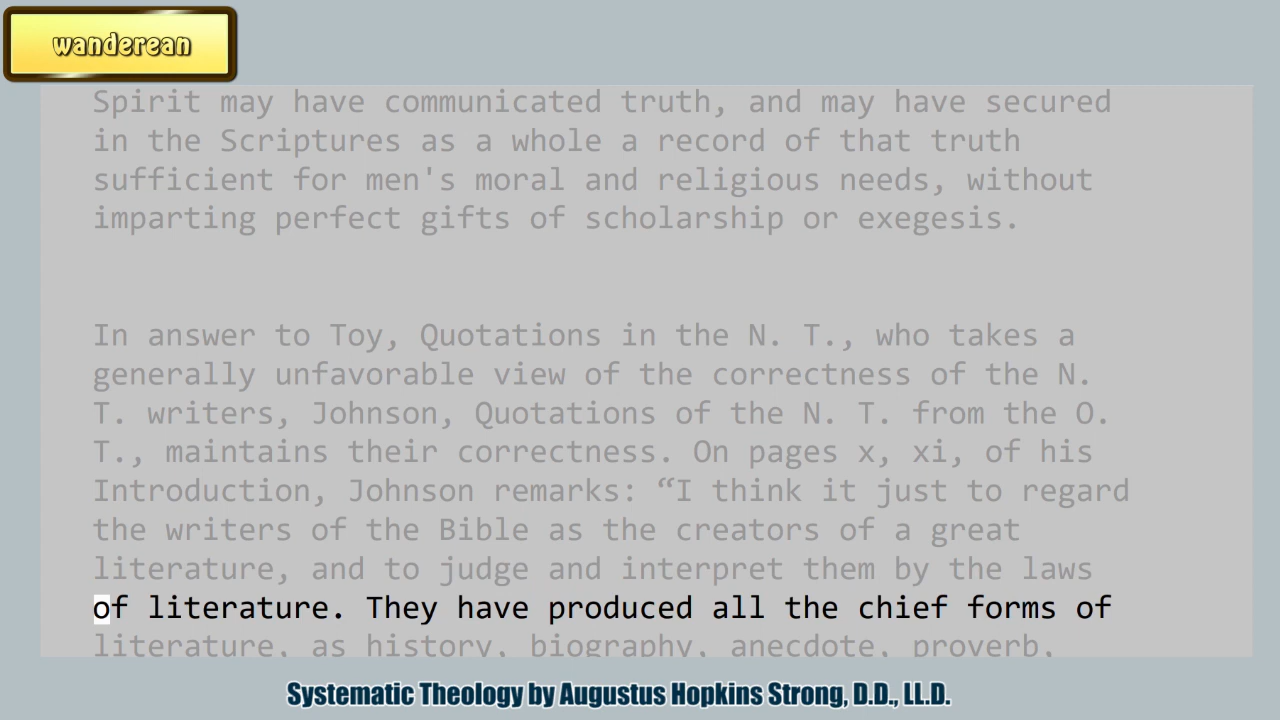 wanderean
Spirit may have communicated truth, and may have secured
in the Scriptures as a whole a record of that truth
sufficient for men's moral and religious needs, without
imparting perfect gifts of scholarship or exegesis.
In answer to Toy, Quotations in the N. T., who takes a
generally unfavorable view of the correctness of the N.
T. writers, Johnson, Quotations of the N. T. from the O.
T., maintains their correctness. On pages x, xi, of his
Introduction, Johnson remarks: “I think it just to regard
the writers of the Bible as the creators of a great
literature, and to judge and interpret them by the laws
of literature. They have produced all the chief forms of
literature, as history, biography, anecdote, proverb,
Systematic Theology by Augustus Hopkins Strong, D.D., LL.D.